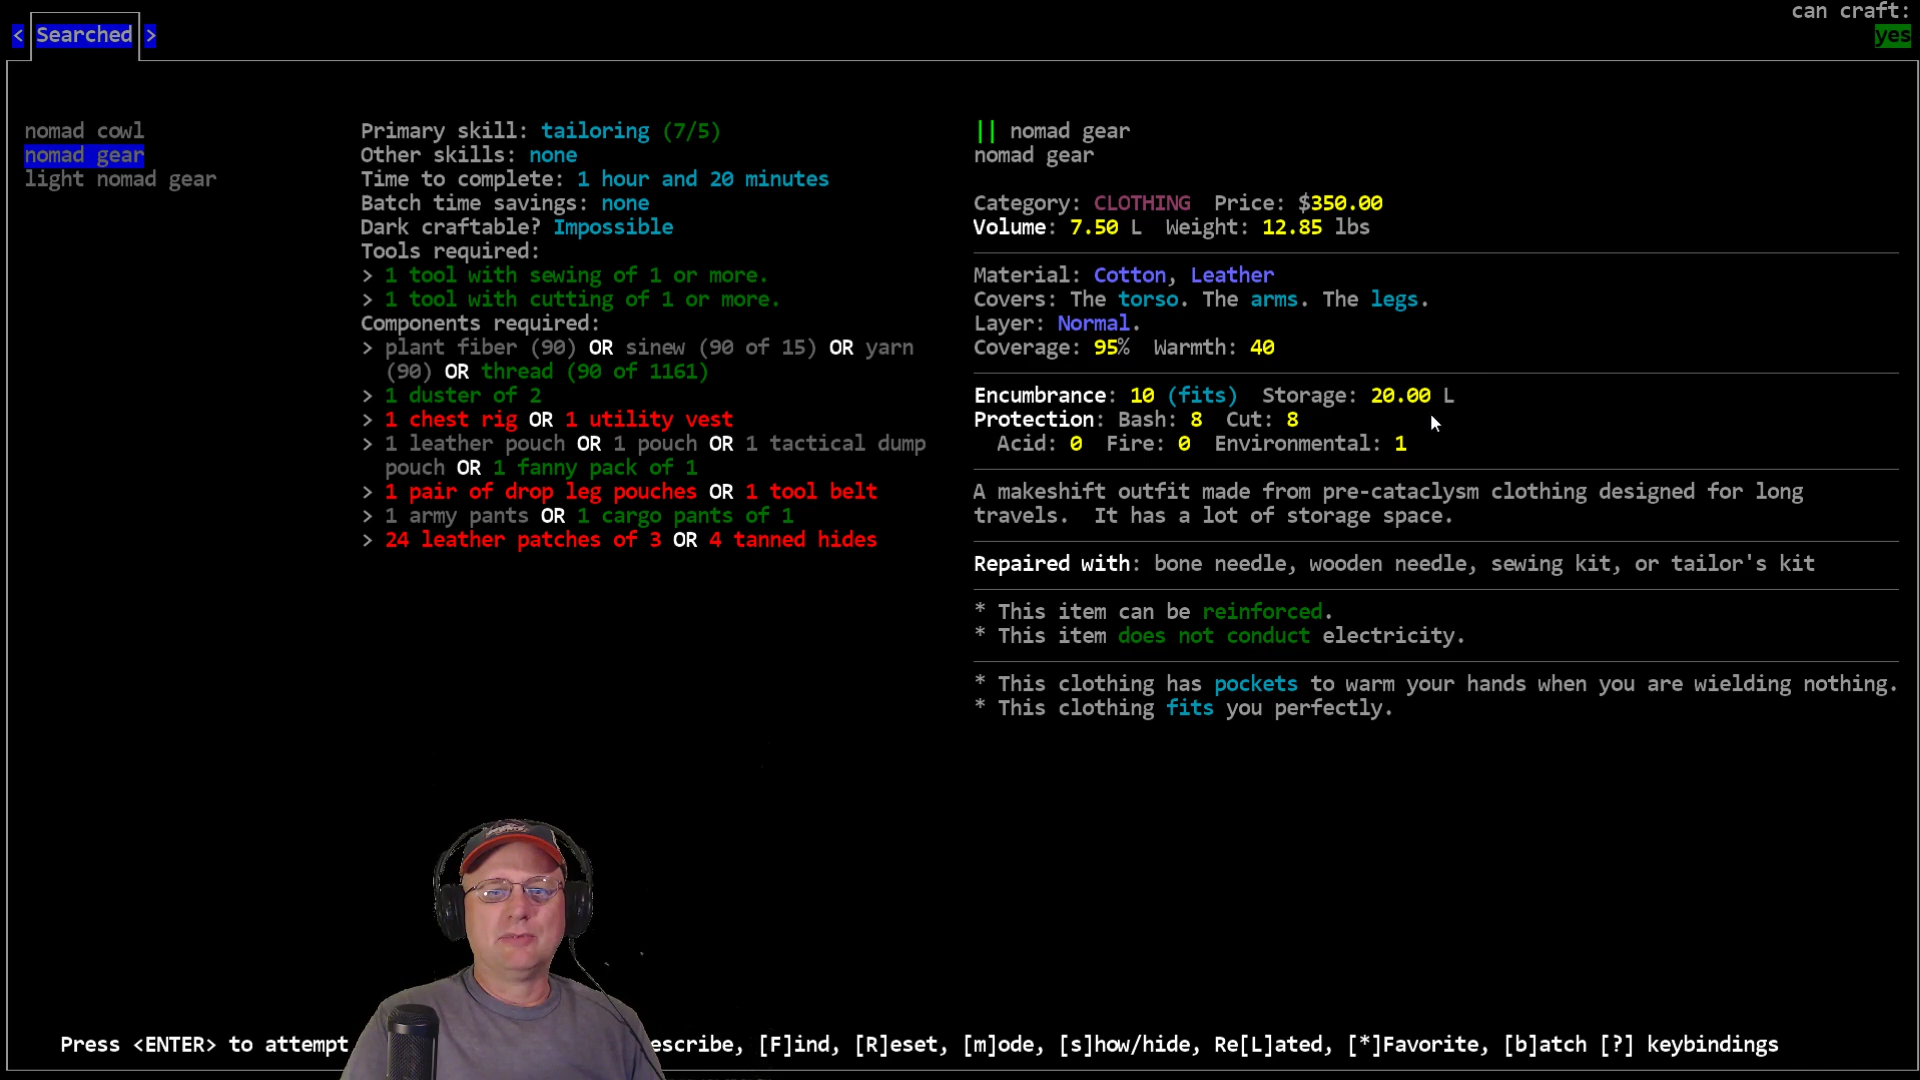 can craft:
< Searched >
yes
nomad cowl
nomad gear
light nomad gear
Primary skill: tailoring (7/5)
Other skills: none
Time to complete: 1 hour and 20 minutes
Batch time savings: none
Dark craftable? Impossible
Tools required:
> 1 tool with sewing of 1 or more.
> 1 tool with cutting of 1 or more.
Components required:
> plant fiber (90) OR sinew (90 of 15) OR yarn
(90) OR thread (90 of 1161)
> 1 duster of 2
> 1 chest rig OR 1 utility vest
> 1 leather pouch OR 1 pouch OR 1 tactical dump
pouch OR 1 fanny pack of 1
> 1 pair of drop leg pouches OR 1 tool belt
> 1 army pants OR 1 cargo pants of 1
> 24 leather patches of 3 OR 4 tanned hides
|| nomad gear
nomad gear
Category: CLOTHING Price: $350.00
Volume: 7.50 L Weight: 12.85 lbs
Material: Cotton, Leather
Covers: The torso. The arms. The legs.
Layer: Normal.
Coverage: 95% Warmth: 40
Encumbrance: 10 (fits) Storage: 20.00 L
Protection: Bash: 8 Cut: 8
Acid: 0 Fire: 0 Environmental: 1
A makeshift outfit made from pre-cataclysm clothing designed for long
travels. It has a lot of storage space.
Repaired with: bone needle, wooden needle, sewing kit, or tailor's kit
* This item can be reinforced.
* This item does not conduct electricity.
* This clothing has pockets to warm your hands when you are wielding nothing.
* This clothing fits you perfectly.
Press <ENTER> to attempt escribe, [F]ind, [R]eset, [m]ode, [s]how/hide, Re[L]ated, [*]Favorite, [b]atch [?] keybindings